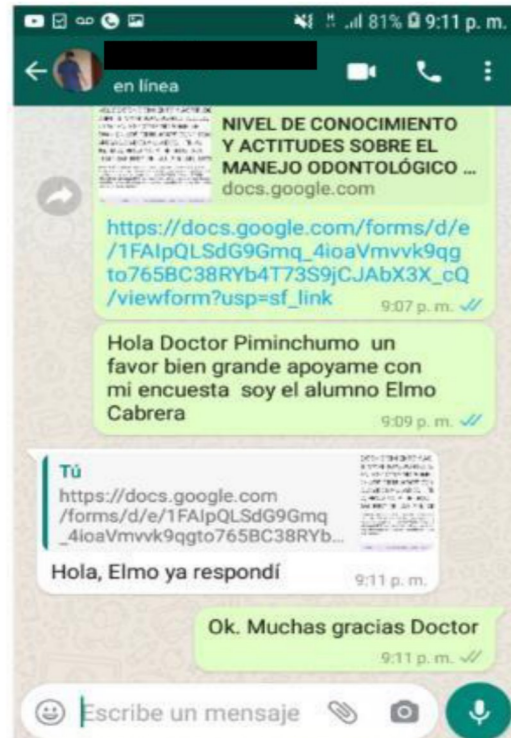 81% 9:11 p. m.
en línea
NIVEL DE CONOCIMIENTO
Y ACTITUDES SOBRE EL
MANEJO ODONTOLÓGICO ...
docs.google.com
https://docs.google.com/forms/d/e
/1FAIpQLSdG9Gmq_4ioaVmvvk9qg
to765BC38RYb4T73S9jCJAbX3X_cQ
/viewform?usp=sf_link
9:07 p. m.
Hola Doctor Piminchumo un
favor bien grande apoyame con
mi encuesta soy el alumno Elmo
Cabrera
9:09 p. m.
Tú
https://docs.google.com
/forms/d/e/1FAIpQLSdG9Gmq
_4ioaVmvvk9qgto765BC38RYb...
Hola, Elmo ya respondí
9:11 p. m.
Ok. Muchas gracias Doctor
9:11 p. m.
Escribe un mensaje